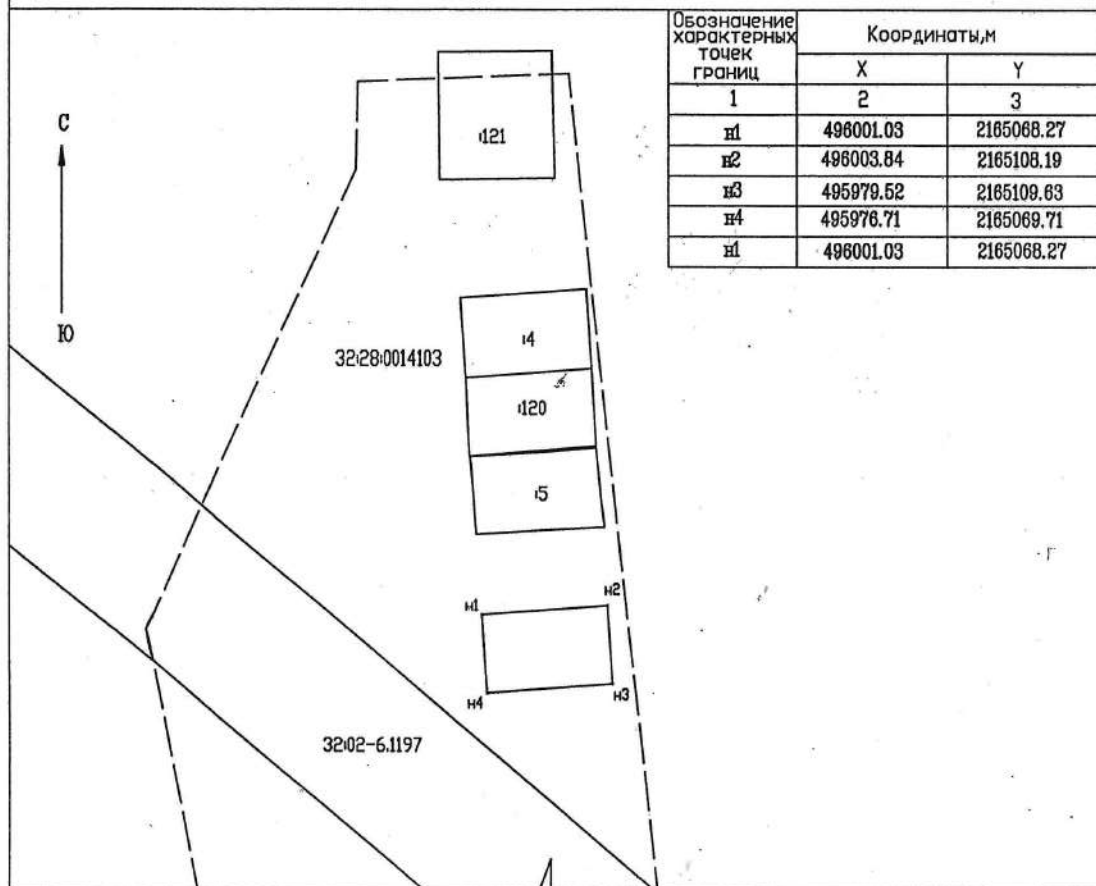 Обозначение
характерных
точек
границ
Координаты,м
X Y
1 2 3
н1 496001.03 2165068.27
н2 496003.84 2165108.19
н3 495979.52 2165109.63
н4 495976.71 2165069.71
н1 496001.03 2165068.27
С
Ю
:121
:4
32:28:0014103
:120
:5
н1
н2
н4
н3
32:02-6.1197